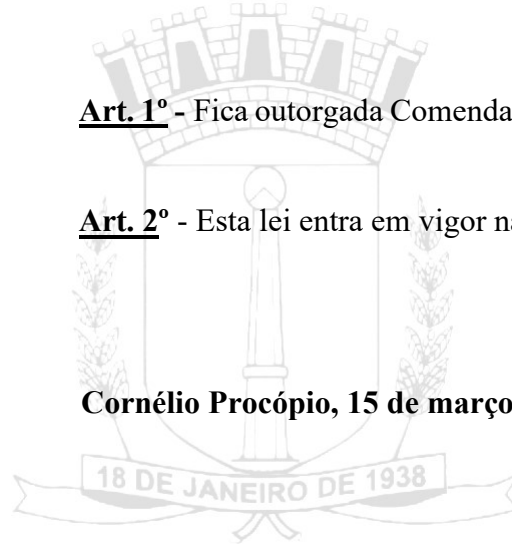 Art. 1º - Fica outorgada Comenda
Art. 2º - Esta lei entra em vigor
Cornélio Procópio, 15 de março
18 DE JANEIRO DE 1938